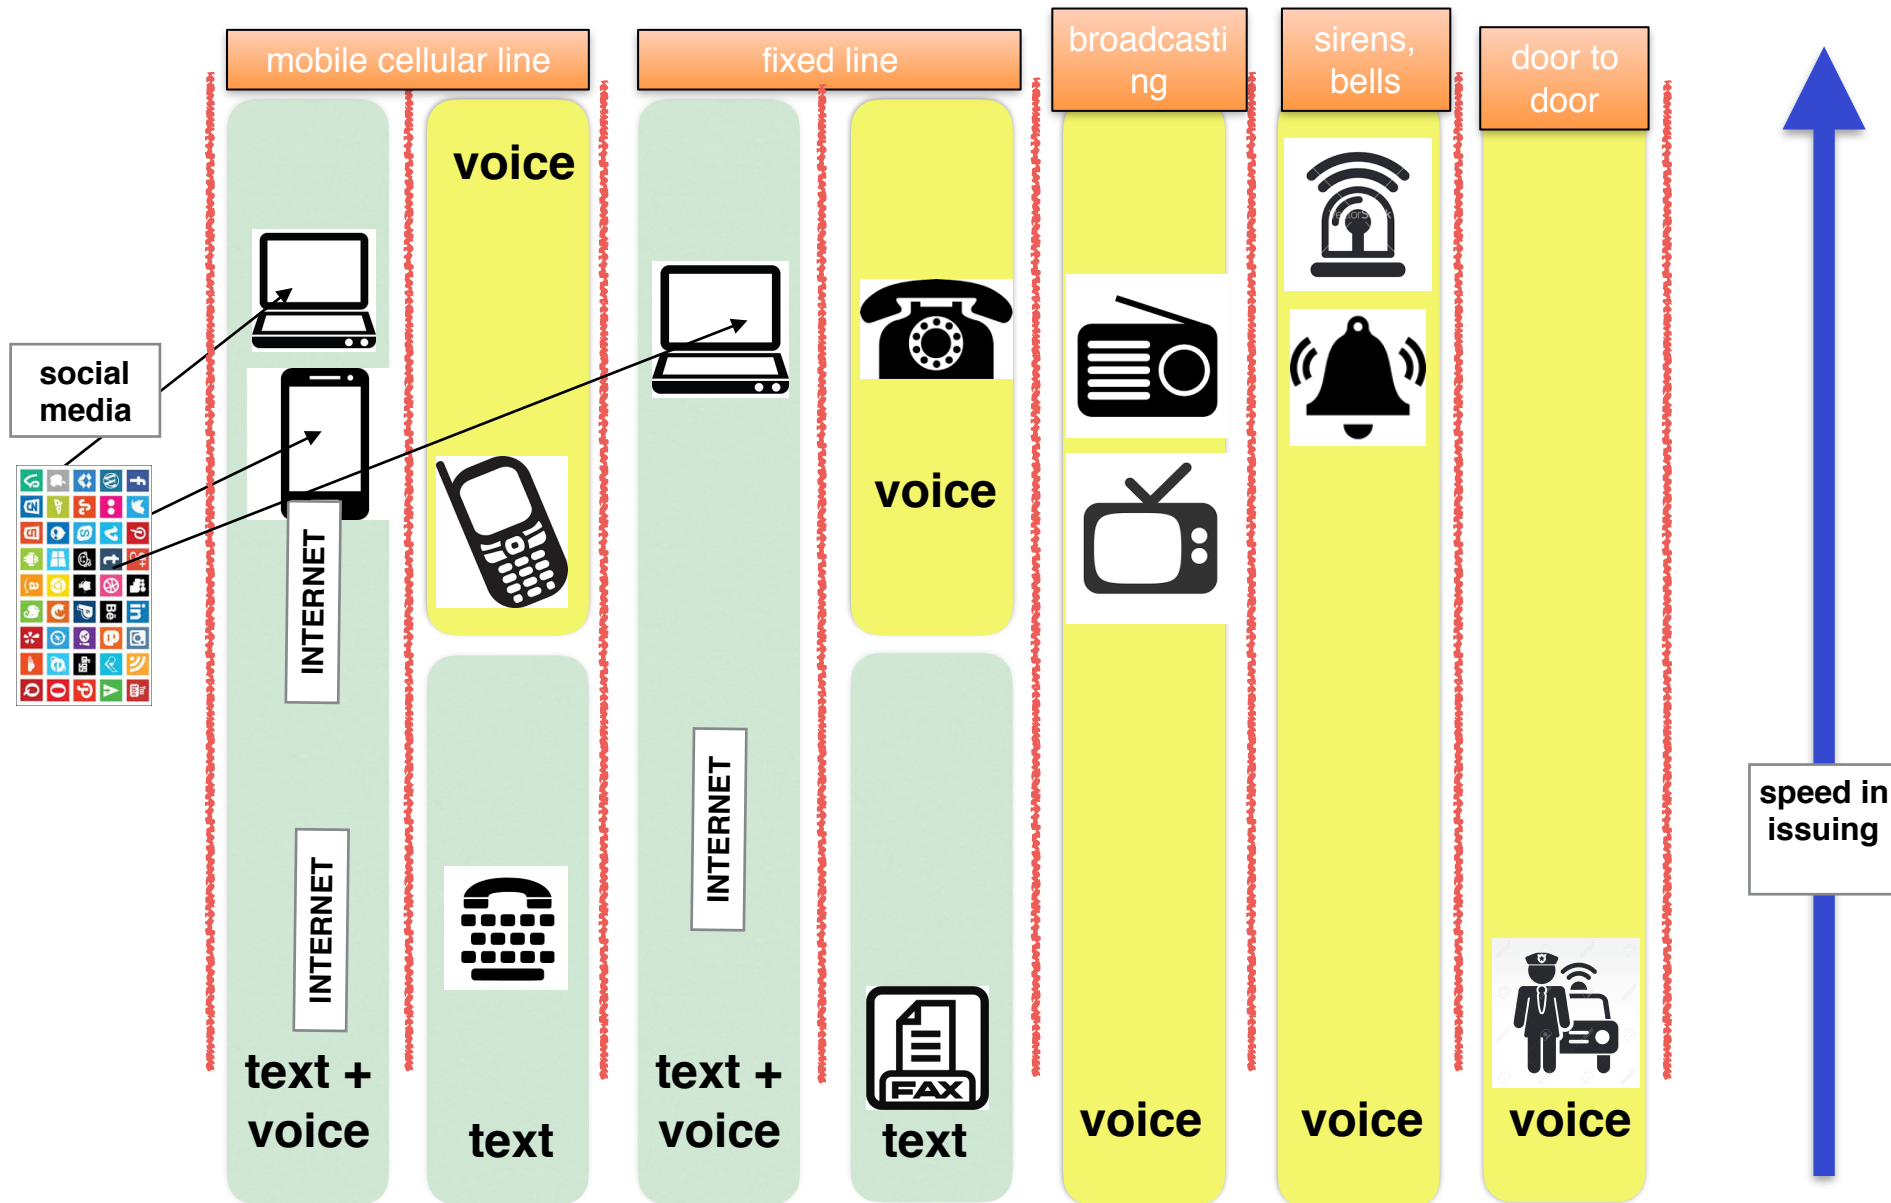 mobile cellular line
fixed line
broadcasti
ng
sirens,
bells
door to
door
voice
social
media
INTERNET
INTERNET
text +
voice
text
INTERNET
text +
voice
voice
FAX
text
voice
voice
voice
speed in
issuing